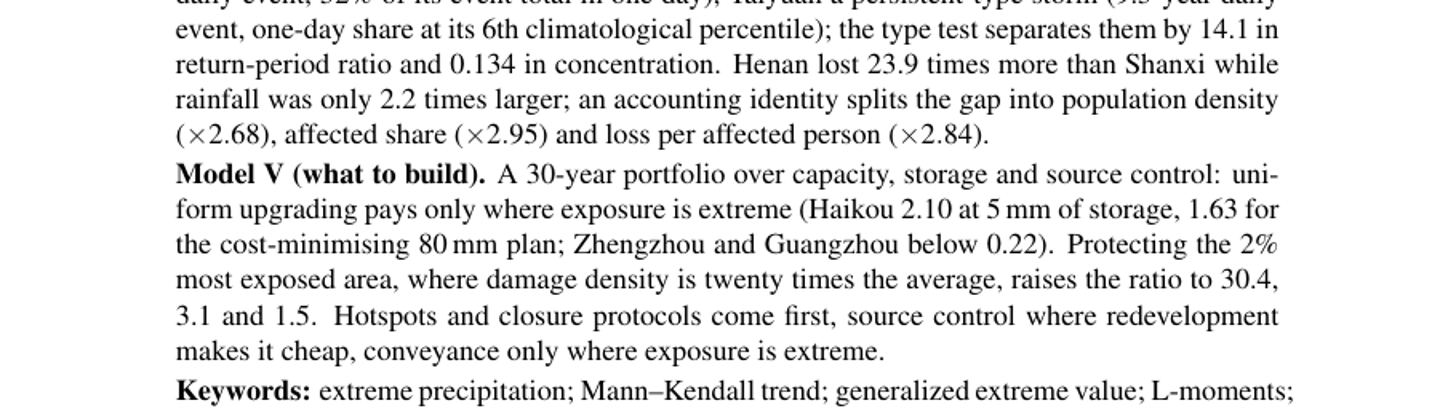 event, one-day share at its 6th climatological percentile); the type test separates them by 14.1 in
return-period ratio and 0.134 in concentration. Henan lost 23.9 times more than Shanxi while
rainfall was only 2.2 times larger; an accounting identity splits the gap into population density
(×2.68), affected share (×2.95) and loss per affected person (×2.84).
Model V (what to build). A 30-year portfolio over capacity, storage and source control: uni-
form upgrading pays only where exposure is extreme (Haikou 2.10 at 5 mm of storage, 1.63 for
the cost-minimising 80 mm plan; Zhengzhou and Guangzhou below 0.22). Protecting the 2%
most exposed area, where damage density is twenty times the average, raises the ratio to 30.4,
3.1 and 1.5. Hotspots and closure protocols come first, source control where redevelopment
makes it cheap, conveyance only where exposure is extreme.
Keywords: extreme precipitation; Mann–Kendall trend; generalized extreme value; L-moments;